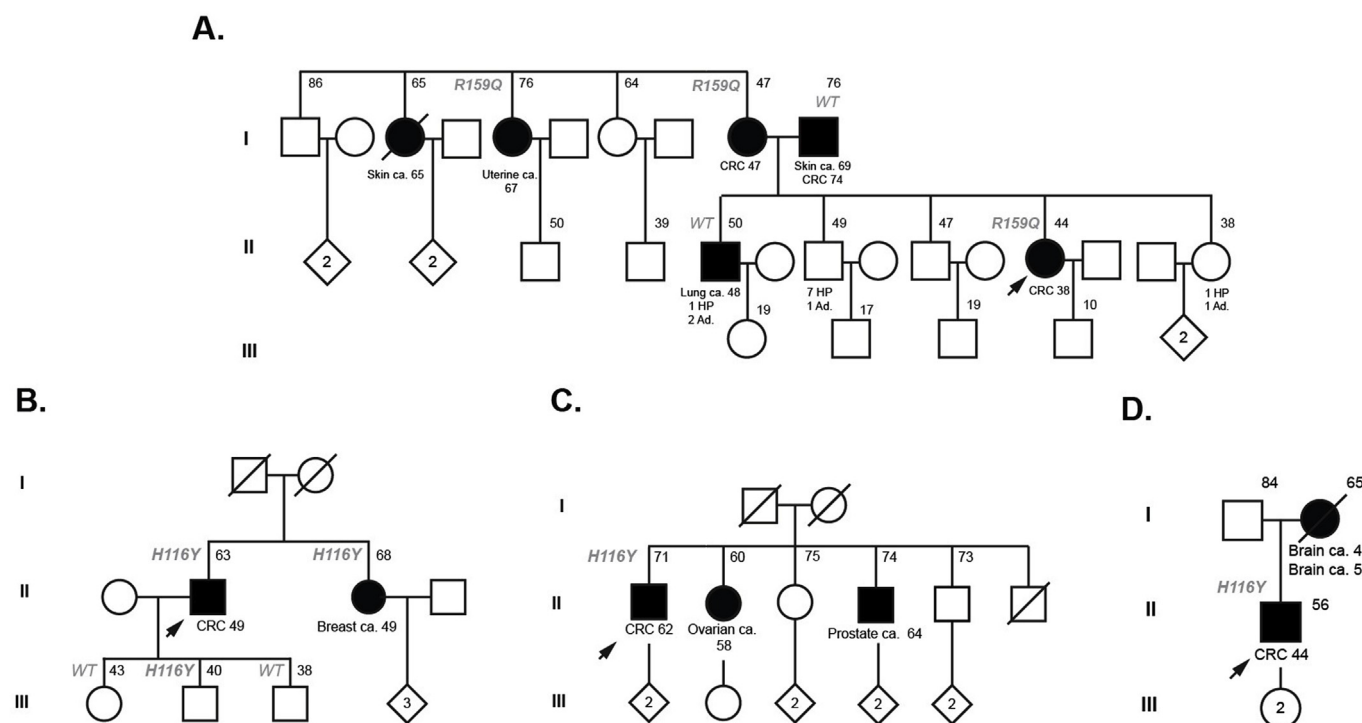 A.
86 65 R159Q 76 64 R159Q 47 76
WT
I
Skin ca. 65
Uterine ca.
67
CRC 47
Skin ca. 69
CRC 74
II
2
2
50
39
WT 50
49
47
R159Q 44
38
Lung ca. 48
1 HP
2 Ad.
7 HP
1 Ad.
CRC 38
1 HP
1 Ad.
III
19
17
19
10
2
B.
I
II
H116Y 63
H116Y 68
CRC 49
Breast ca. 49
III
WT 43
H116Y 40
WT 38
3
C.
I
II
H116Y 71
60
75
74
73
CRC 62
Ovarian ca.
58
Prostate ca. 64
III
2
2
2
2
D.
I
84
65
Brain ca. 4
Brain ca. 5
II
H116Y
56
CRC 44
III
2